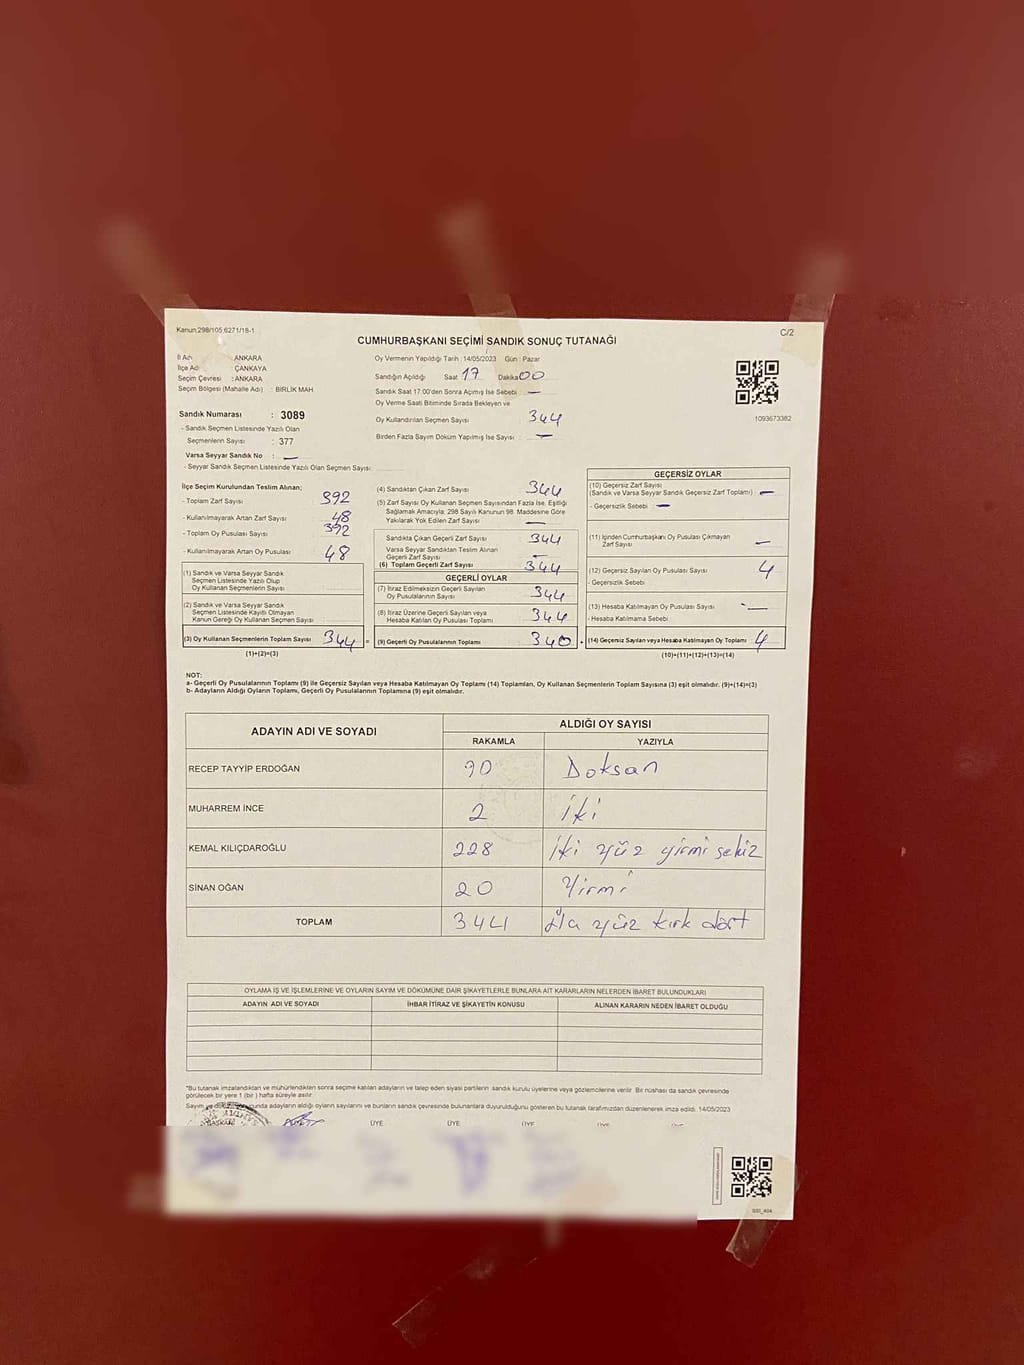 Kanun:298/105,6271/18-1
C/2
CUMHURBAŞKANI SEÇİMİ SANDIK SONUÇ TUTANAĞI
İl Adı : ANKARA
İlçe Adı : ÇANKAYA
Seçim Çevresi : ANKARA
Seçim Bölgesi (Mahalle Adı) : BİRLİK MAH
Sandık Numarası : 3089
- Sandık Seçmen Listesinde Yazılı Olan
Seçmenlerin Sayısı : 377
Varsa Seyyar Sandık No : —
- Seyyar Sandık Seçmen Listesinde Yazılı Olan Seçmen Sayısı:
Oy Vermenin Yapıldığı Tarih : 14/05/2023 Gün : Pazar
Sandığın Açıldığı Saat 17 Dakika 00
Sandık Saat 17:00'den Sonra Açılmış İse Sebebi : —
Oy Verme Saati Bitiminde Sırada Bekleyen ve
Oy Kullandırılan Seçmen Sayısı 344
Birden Fazla Sayım Döküm Yapılmış İse Sayısı : —
1093673382
İlçe Seçim Kurulundan Teslim Alınan;
- Toplam Zarf Sayısı 392
- Kullanılmayarak Artan Zarf Sayısı 48
- Toplam Oy Pusulası Sayısı 392
- Kullanılmayarak Artan Oy Pusulası 48
(1) Sandık ve Varsa Seyyar Sandık
Seçmen Listesinde Yazılı Olup
Oy Kullanan Seçmenlerin Sayısı
(2) Sandık ve Varsa Seyyar Sandık
Seçmen Listesinde Kayıtlı Olmayan
Kanun Gereği Oy Kullanan Seçmen Sayısı
(3) Oy Kullanan Seçmenlerin Toplam Sayısı 344 =
(1)+(2)=(3)
(4) Sandıktan Çıkan Zarf Sayısı 344
(5) Zarf Sayısı Oy Kullanan Seçmen Sayısından Fazla İse, Eşitliği
Sağlamak Amacıyla; 298 Sayılı Kanunun 98. Maddesine Göre
Yakılarak Yok Edilen Zarf Sayısı —
Sandıkta Çıkan Geçerli Zarf Sayısı 344
Varsa Seyyar Sandıktan Teslim Alınan
Geçerli Zarf Sayısı —
(6) Toplam Geçerli Zarf Sayısı 344
GEÇERLİ OYLAR
(7) İtiraz Edilmeksizin Geçerli Sayılan
Oy Pusulalarının Sayısı 344
(8) İtiraz Üzerine Geçerli Sayılan veya
Hesaba Katılan Oy Pusulası Toplamı 344
(9) Geçerli Oy Pusulalarının Toplamı 340 +
GEÇERSİZ OYLAR
(10) Geçersiz Zarf Sayısı
(Sandık ve Varsa Seyyar Sandık Geçersiz Zarf Toplamı) —
- Geçersizlik Sebebi —
(11) İçinden Cumhurbaşkanı Oy Pusulası Çıkmayan
Zarf Sayısı —
(12) Geçersiz Sayılan Oy Pusulası Sayısı 4
- Geçersizlik Sebebi
(13) Hesaba Katılmayan Oy Pusulası Sayısı —
- Hesaba Katılmama Sebebi
(14) Geçersiz Sayılan veya Hesaba Katılmayan Oy Toplamı 4
(10)+(11)+(12)+(13)=(14)
NOT:
a- Geçerli Oy Pusulalarının Toplamı (9) ile Geçersiz Sayılan veya Hesaba Katılmayan Oy Toplamı (14) Toplamları, Oy Kullanan Seçmenlerin Toplam Sayısına (3) eşit olmalıdır. (9)+(14)=(3)
b- Adayların Aldığı Oyların Toplamı, Geçerli Oy Pusulalarının Toplamına (9) eşit olmalıdır.
ADAYIN ADI VE SOYADI ALDIĞI OY SAYISI
RAKAMLA YAZIYLA
RECEP TAYYİP ERDOĞAN 90 Doksan
MUHARREM İNCE 2 İki
KEMAL KILIÇDAROĞLU 228 İki yüz yirmi sekiz
SİNAN OĞAN 20 Yirmi
TOPLAM 344 Üç yüz kırk dört
OYLAMA İŞ VE İŞLEMLERİNE VE OYLARIN SAYIM VE DÖKÜMÜNE DAİR ŞİKAYETLERLE BUNLARA AİT KARARLARIN NELERDEN İBARET BULUNDUKLARI
ADAYIN ADI VE SOYADI İHBAR İTİRAZ VE ŞİKAYETİN KONUSU ALINAN KARARIN NEDEN İBARET OLDUĞU
*Bu tutanak imzalandıktan ve mühürlendikten sonra seçime katılan adayların ve talep eden siyasi partilerin sandık kurulu üyelerine veya gözlemcilerine verilir. Bir nüshası da sandık çevresinde
görülecek bir yere 1 (bir ) hafta süreyle asılır.
Sayım ve döküm sonucunda adayların aldığı oyların sayılarını ve bunların sandık çevresinde bulunanlara duyurulduğunu gösteren bu tutanak tarafımızdan düzenlenerek imza edildi. 14/05/2023
BAŞKAN ÜYE ÜYE ÜYE